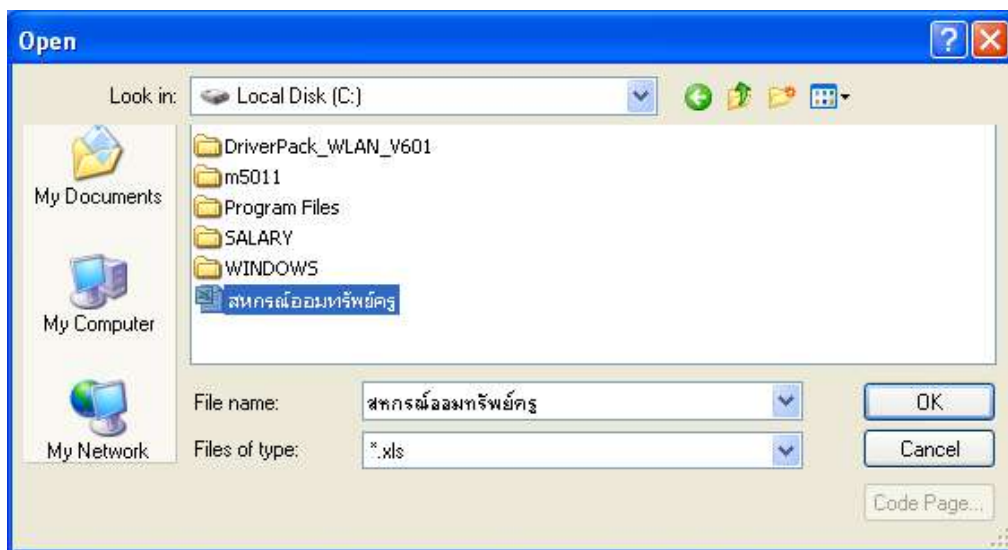 Open
Look in:
Local Disk (C:)
My Documents
My Computer
My Network
DriverPack_WLAN_V601
m5011
Program Files
SALARY
WINDOWS
สหกรณ์ออมทรัพย์ครู
File name:
สหกรณ์ออมทรัพย์ครู
OK
Files of type:
*.xls
Cancel
Code Page...